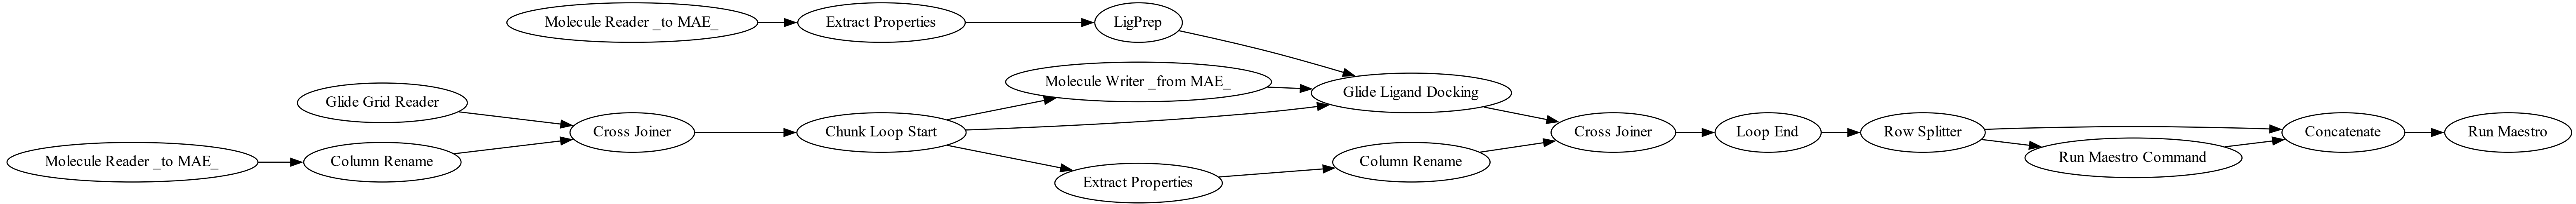 Molecule Reader _to MAE_
Extract Properties
LigPrep
Molecule Writer _from MAE_
Glide Grid Reader
Glide Ligand Docking
Cross Joiner
Chunk Loop Start
Cross Joiner
Loop End
Row Splitter
Concatenate
Run Maestro
Molecule Reader _to MAE_
Column Rename
Column Rename
Run Maestro Command
Extract Properties